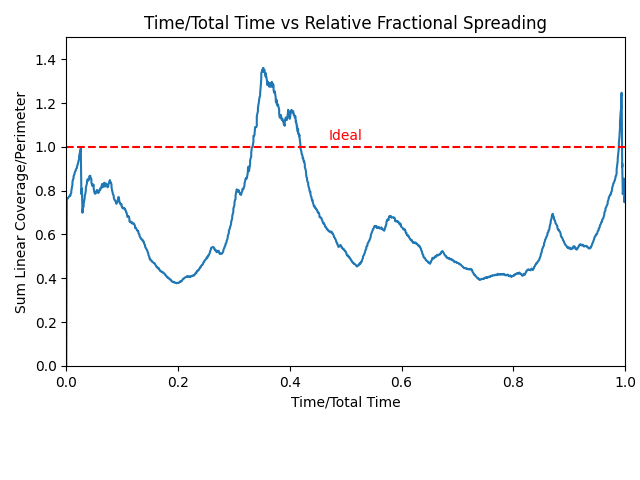 Time/Total Time vs Relative Fractional Spreading
Sum Linear Coverage/Perimeter
1.4
1.2
1.0
0.8
0.6
0.4
0.2
0.0
Ideal
0.0 0.2 0.4 0.6 0.8 1.0
Time/Total Time